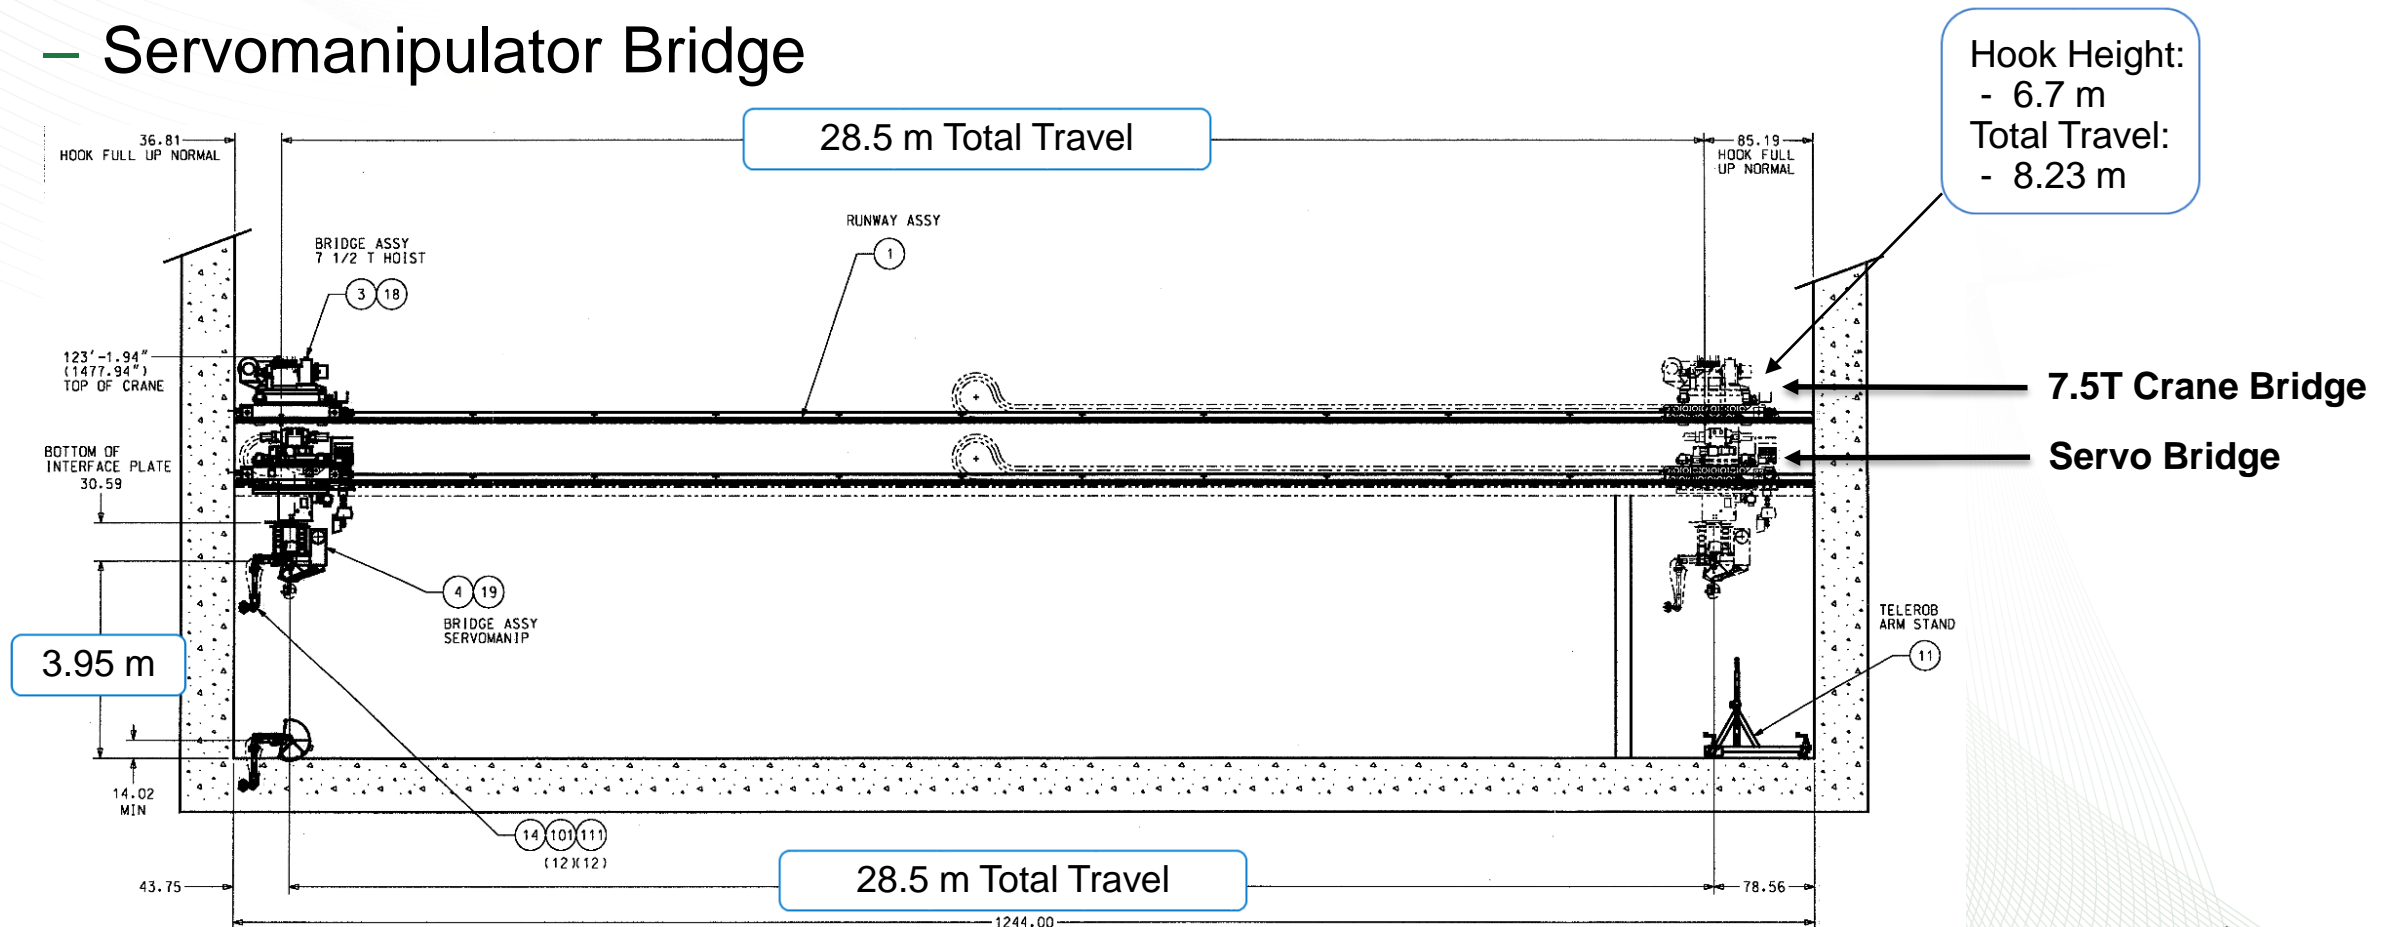 – Servomanipulator Bridge
Hook Height:
- 6.7 m
Total Travel:
- 8.23 m
36.81
HOOK FULL UP NORMAL
28.5 m Total Travel
85.19
HOOK FULL
UP NORMAL
RUNWAY ASSY
1
BRIDGE ASSY
7 1/2 T HOIST
3 18
123'-1.94"
(1477.94")
TOP OF CRANE
7.5T Crane Bridge
BOTTOM OF
INTERFACE PLATE
30.59
Servo Bridge
4 19
BRIDGE ASSY
SERVOMANIP
TELEROB
ARM STAND
11
3.95 m
14.02
MIN
14 101 111
(12)(12)
43.75
28.5 m Total Travel
78.56
1244.00